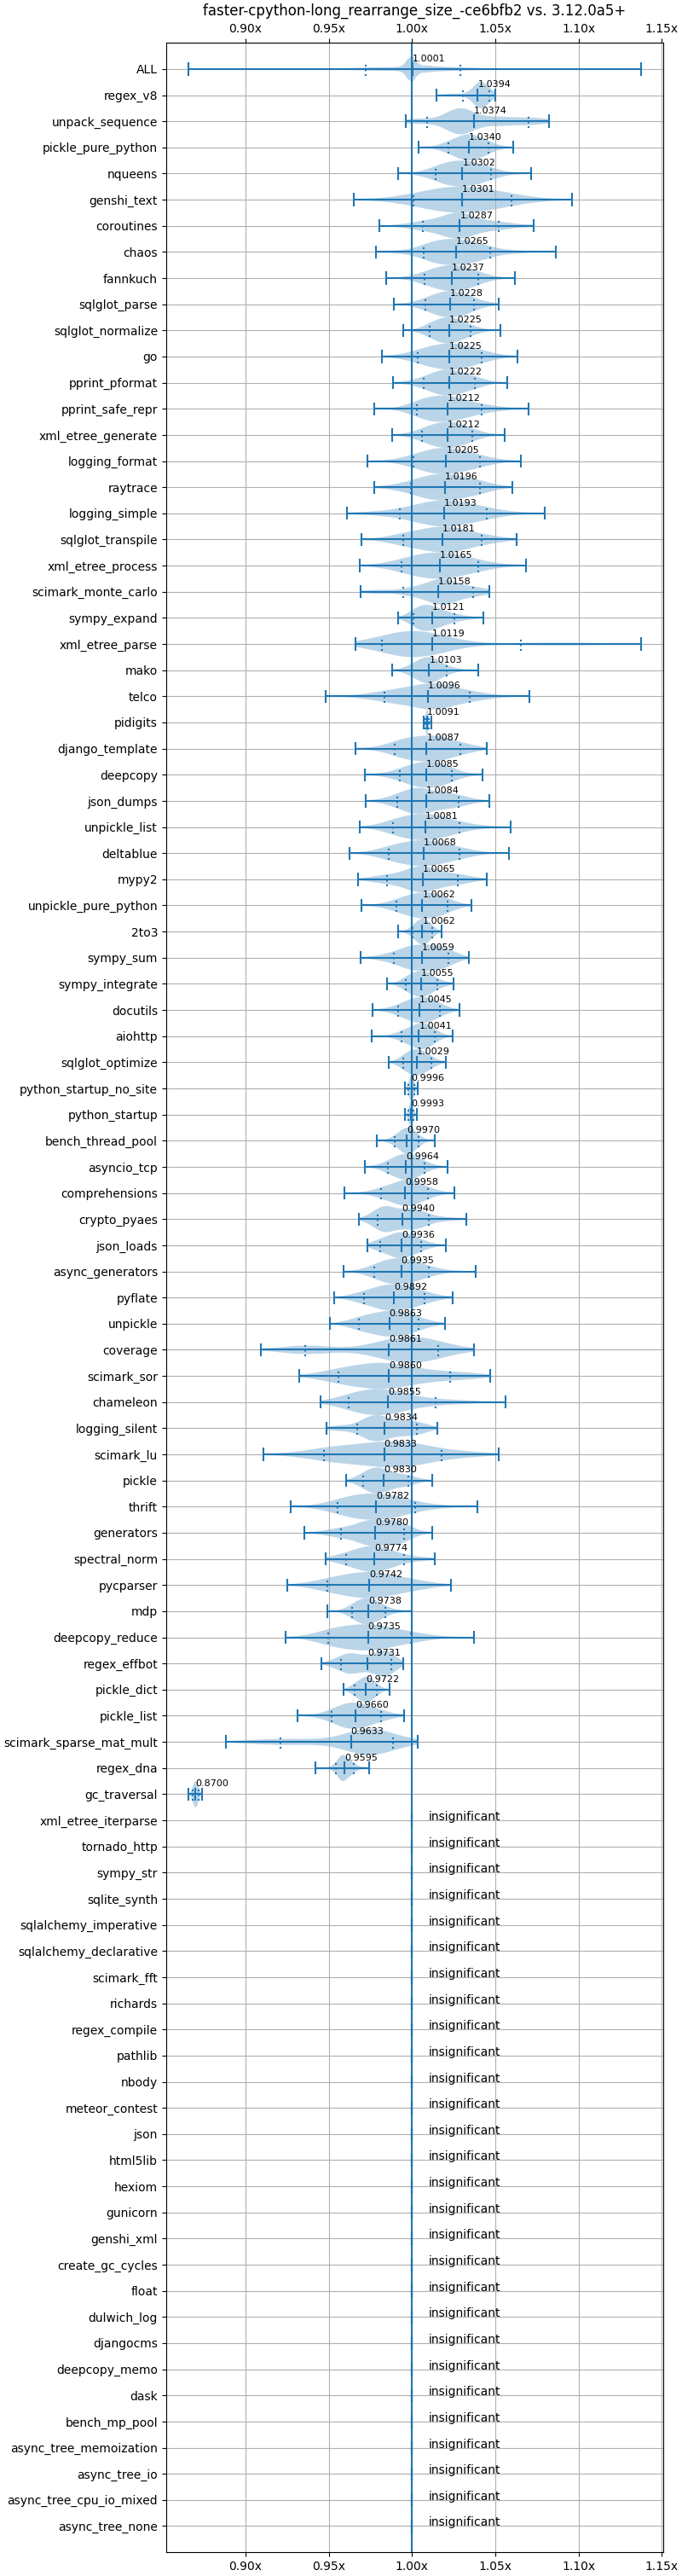 faster-cpython-long_rearrange_size_-ce6bfb2 vs. 3.12.0a5+
0.90x 0.95x 1.00x 1.05x 1.10x 1.15x
ALL 1.0001
regex_v8 1.0394
unpack_sequence 1.0374
pickle_pure_python 1.0340
nqueens 1.0302
genshi_text 1.0301
coroutines 1.0287
chaos 1.0265
fannkuch 1.0237
sqlglot_parse 1.0228
sqlglot_normalize 1.0225
go 1.0225
pprint_pformat 1.0222
pprint_safe_repr 1.0212
xml_etree_generate 1.0212
logging_format 1.0205
raytrace 1.0196
logging_simple 1.0193
sqlglot_transpile 1.0181
xml_etree_process 1.0165
scimark_monte_carlo 1.0158
sympy_expand 1.0121
xml_etree_parse 1.0119
mako 1.0103
telco 1.0096
pidigits 1.0091
django_template 1.0087
deepcopy 1.0085
json_dumps 1.0084
unpickle_list 1.0081
deltablue 1.0068
mypy2 1.0065
unpickle_pure_python 1.0062
2to3 1.0062
sympy_sum 1.0059
sympy_integrate 1.0055
docutils 1.0045
aiohttp 1.0041
sqlglot_optimize 1.0029
python_startup_no_site 0.9996
python_startup 0.9993
bench_thread_pool 0.9970
asyncio_tcp 0.9964
comprehensions 0.9958
crypto_pyaes 0.9940
json_loads 0.9936
async_generators 0.9935
pyflate 0.9892
unpickle 0.9863
coverage 0.9861
scimark_sor 0.9860
chameleon 0.9855
logging_silent 0.9834
scimark_lu 0.9833
pickle 0.9830
thrift 0.9782
generators 0.9780
spectral_norm 0.9774
pycparser 0.9742
mdp 0.9738
deepcopy_reduce 0.9735
regex_effbot 0.9731
pickle_dict 0.9722
pickle_list 0.9660
scimark_sparse_mat_mult 0.9633
regex_dna 0.9595
gc_traversal 0.8700
xml_etree_iterparse insignificant
tornado_http insignificant
sympy_str insignificant
sqlite_synth insignificant
sqlalchemy_imperative insignificant
sqlalchemy_declarative insignificant
scimark_fft insignificant
richards insignificant
regex_compile insignificant
pathlib insignificant
nbody insignificant
meteor_contest insignificant
json insignificant
html5lib insignificant
hexiom insignificant
gunicorn insignificant
genshi_xml insignificant
create_gc_cycles insignificant
float insignificant
dulwich_log insignificant
djangocms insignificant
deepcopy_memo insignificant
dask insignificant
bench_mp_pool insignificant
async_tree_memoization insignificant
async_tree_io insignificant
async_tree_cpu_io_mixed insignificant
async_tree_none insignificant
0.90x 0.95x 1.00x 1.05x 1.10x 1.15x